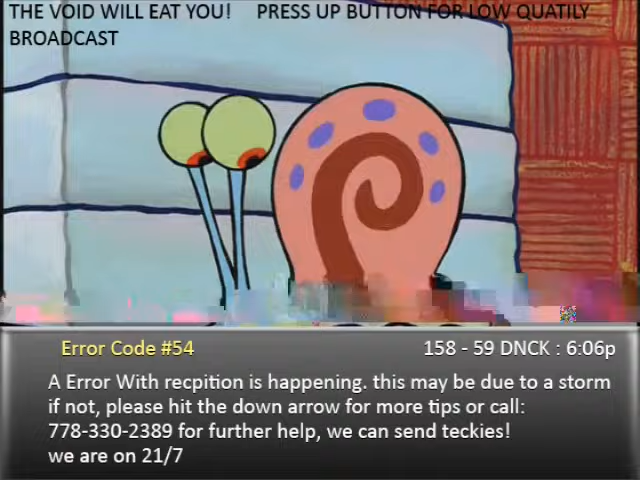 THE VOID WILL EAT YOU! PRESS UP BUTTON FOR LOW QUATILY
BROADCAST
Error Code #54 158 - 59 DNCK : 6:06p
A Error With recpition is happening. this may be due to a storm
if not, please hit the down arrow for more tips or call:
778-330-2389 for further help, we can send teckies!
we are on 21/7